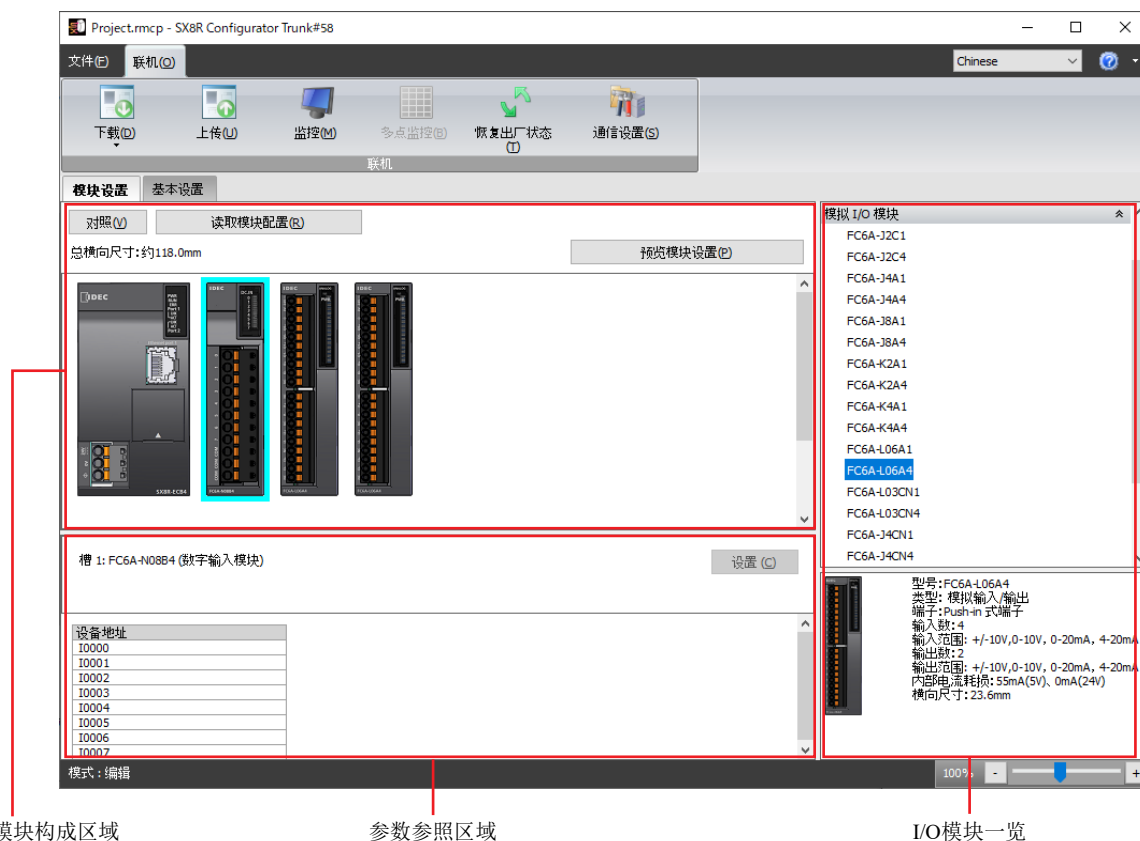 Project.rmcp - SX8R Configurator Trunk#58
文件(F) 联机(O) Chinese
下载(D) 上传(U) 监控(M) 多点监控(B) 恢复出厂状态(T) 通信设置(S)
联机
模块设置 基本设置
对照(V) 读取模块配置(R)
总横向尺寸:约118.0mm 预览模块设置(P)
IDEC
SX8R-ECB4
IDEC
FC6A-N08B4
IDEC
FC6A-L06A4
IDEC
FC6A-L06A4
槽 1: FC6A-N08B4 (数字输入模块) 设置 (C)
设备地址
I0000
I0001
I0002
I0003
I0004
I0005
I0006
I0007
模拟 I/O 模块
FC6A-J2C1
FC6A-J2C4
FC6A-J4A1
FC6A-J4A4
FC6A-J8A1
FC6A-J8A4
FC6A-K2A1
FC6A-K2A4
FC6A-K4A1
FC6A-K4A4
FC6A-L06A1
FC6A-L06A4
FC6A-L03CN1
FC6A-L03CN4
FC6A-J4CN1
FC6A-J4CN4
型号:FC6A-L06A4
类型: 模拟输入/输出
端子:Push-in 式端子
输入数:4
输入范围: +/-10V,0-10V, 0-20mA, 4-20mA
输出数:2
输出范围: +/-10V,0-10V, 0-20mA, 4-20mA
内部电流耗损: 55mA(5V)、0mA(24V)
横向尺寸:23.6mm
模式 : 编辑 100% - +
模块构成区域 参数参照区域 I/O模块一览